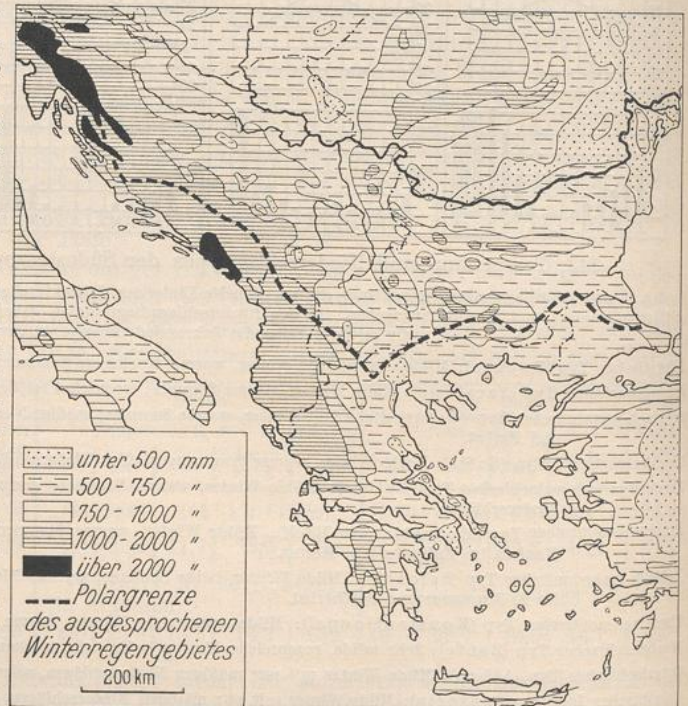 unter 500 mm
500 - 750 "
750 - 1000 "
1000 - 2000 "
über 2000 "
Polargrenze
des ausgesprochenen
Winterregengebietes
200 km